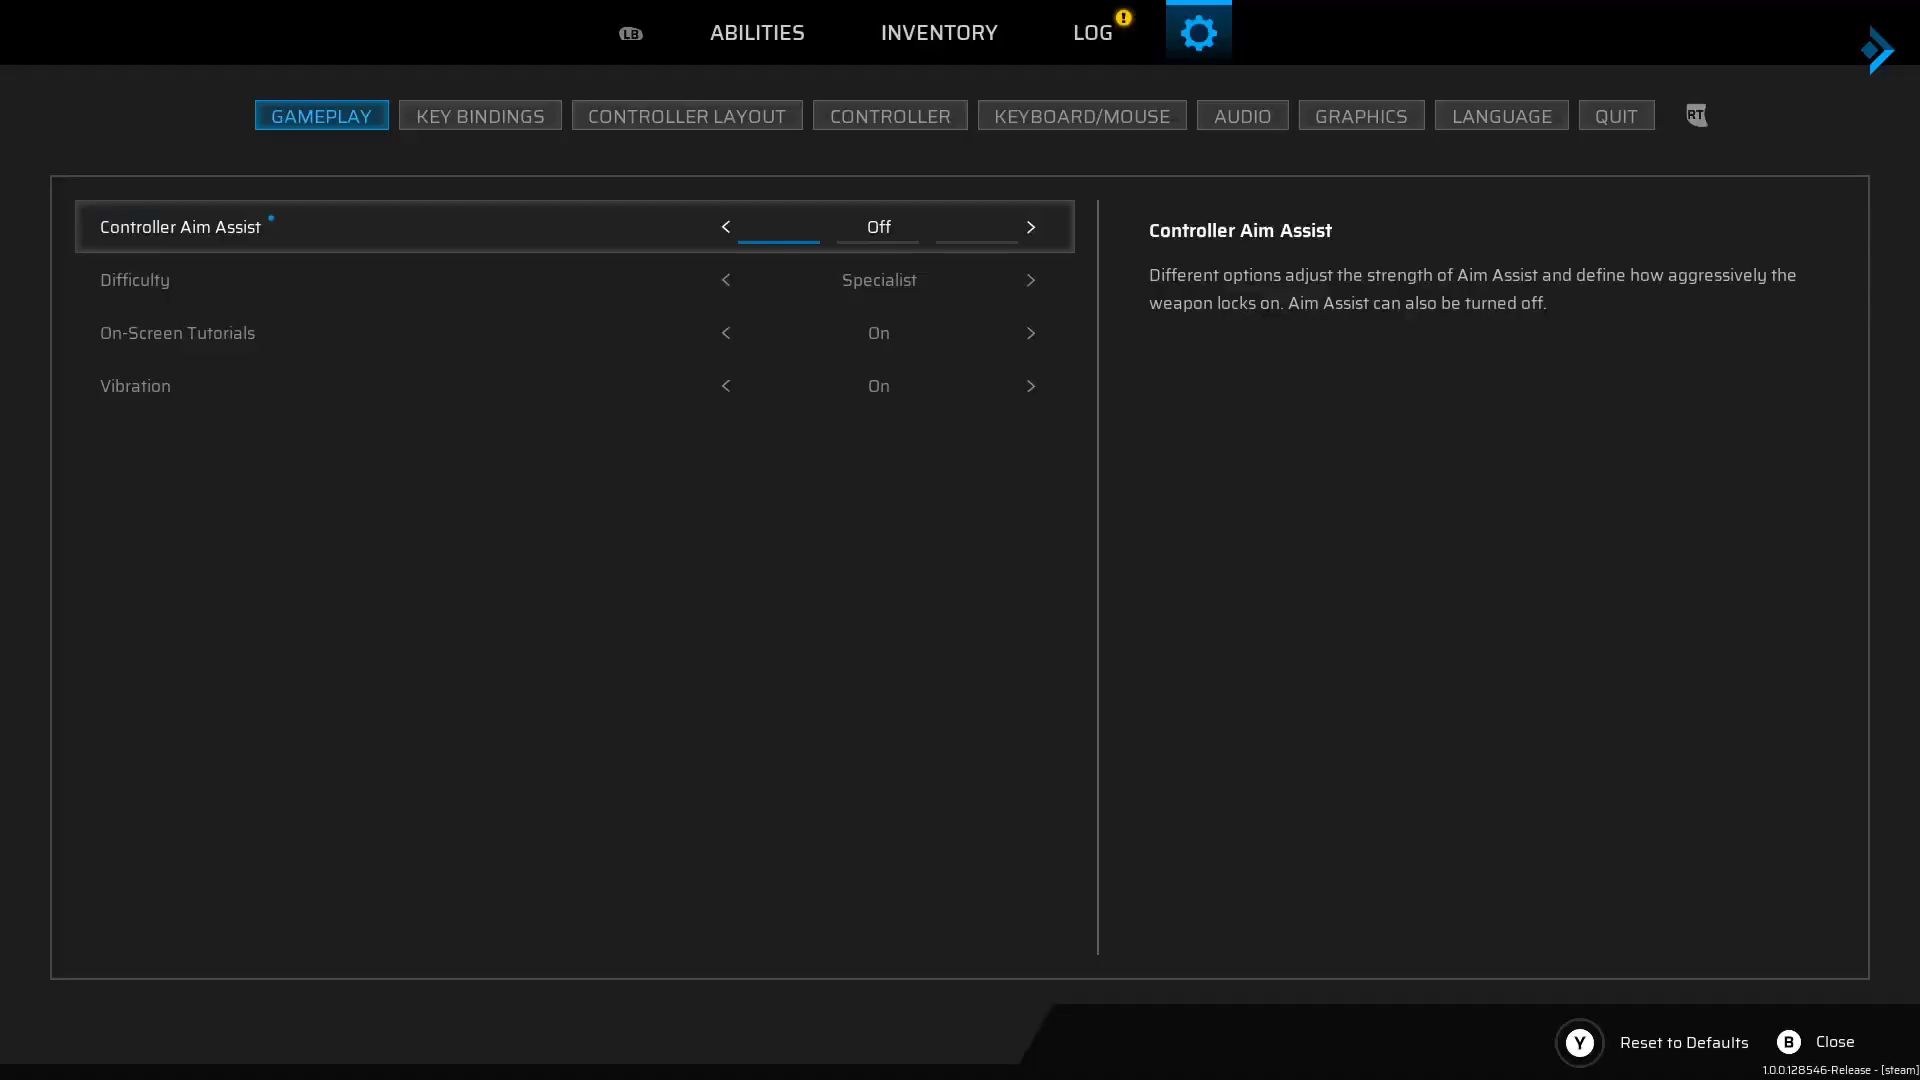 LB ABILITIES INVENTORY LOG !
GAMEPLAY KEY BINDINGS CONTROLLER LAYOUT CONTROLLER KEYBOARD/MOUSE AUDIO GRAPHICS LANGUAGE QUIT RT
Controller Aim Assist Off
Difficulty Specialist
On-Screen Tutorials On
Vibration On
Controller Aim Assist
Different options adjust the strength of Aim Assist and define how aggressively the
weapon locks on. Aim Assist can also be turned off.
Y Reset to Defaults B Close
1.0.0.128546-Release - [steam]